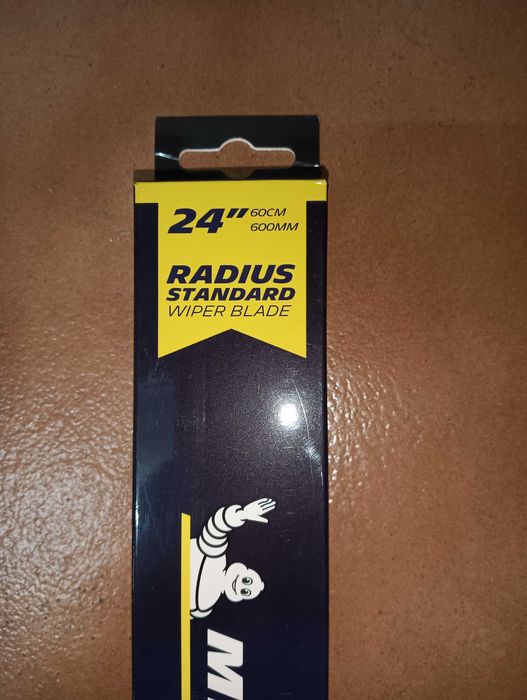 24" 60CM
600MM
RADIUS
STANDARD
WIPER BLADE
M